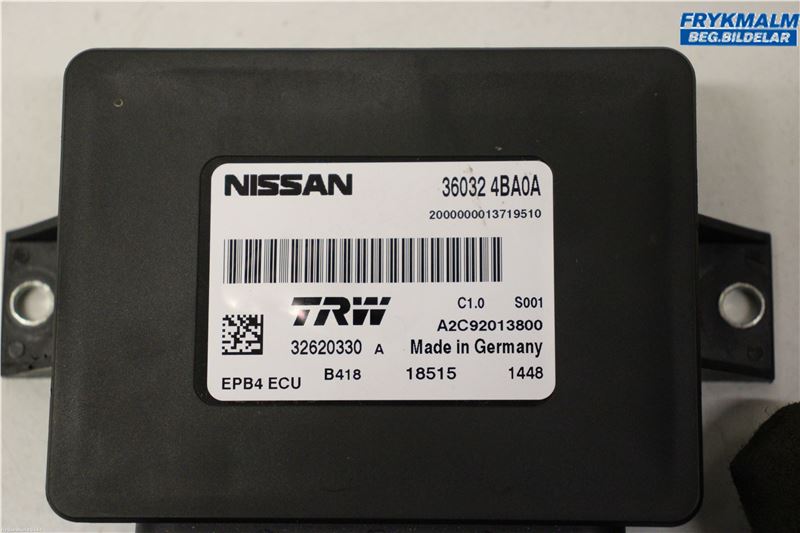 FRYKMALM
BEG.BILDELAR
NISSAN 36032 4BA0A
2000000013719510
TRW C1.0 S001
A2C92013800
32620330 A Made in Germany
EPB4 ECU B418 18515 1448